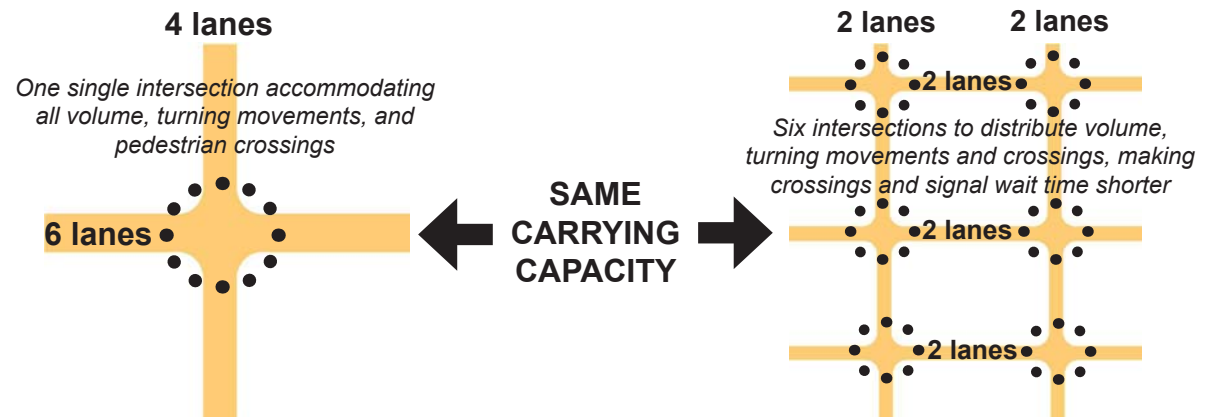 4 lanes
One single intersection accommodating
all volume, turning movements, and
pedestrian crossings
6 lanes
SAME
CARRYING
CAPACITY
2 lanes
2 lanes
2 lanes
Six intersections to distribute volume,
turning movements and crossings, making
crossings and signal wait time shorter
2 lanes
2 lanes